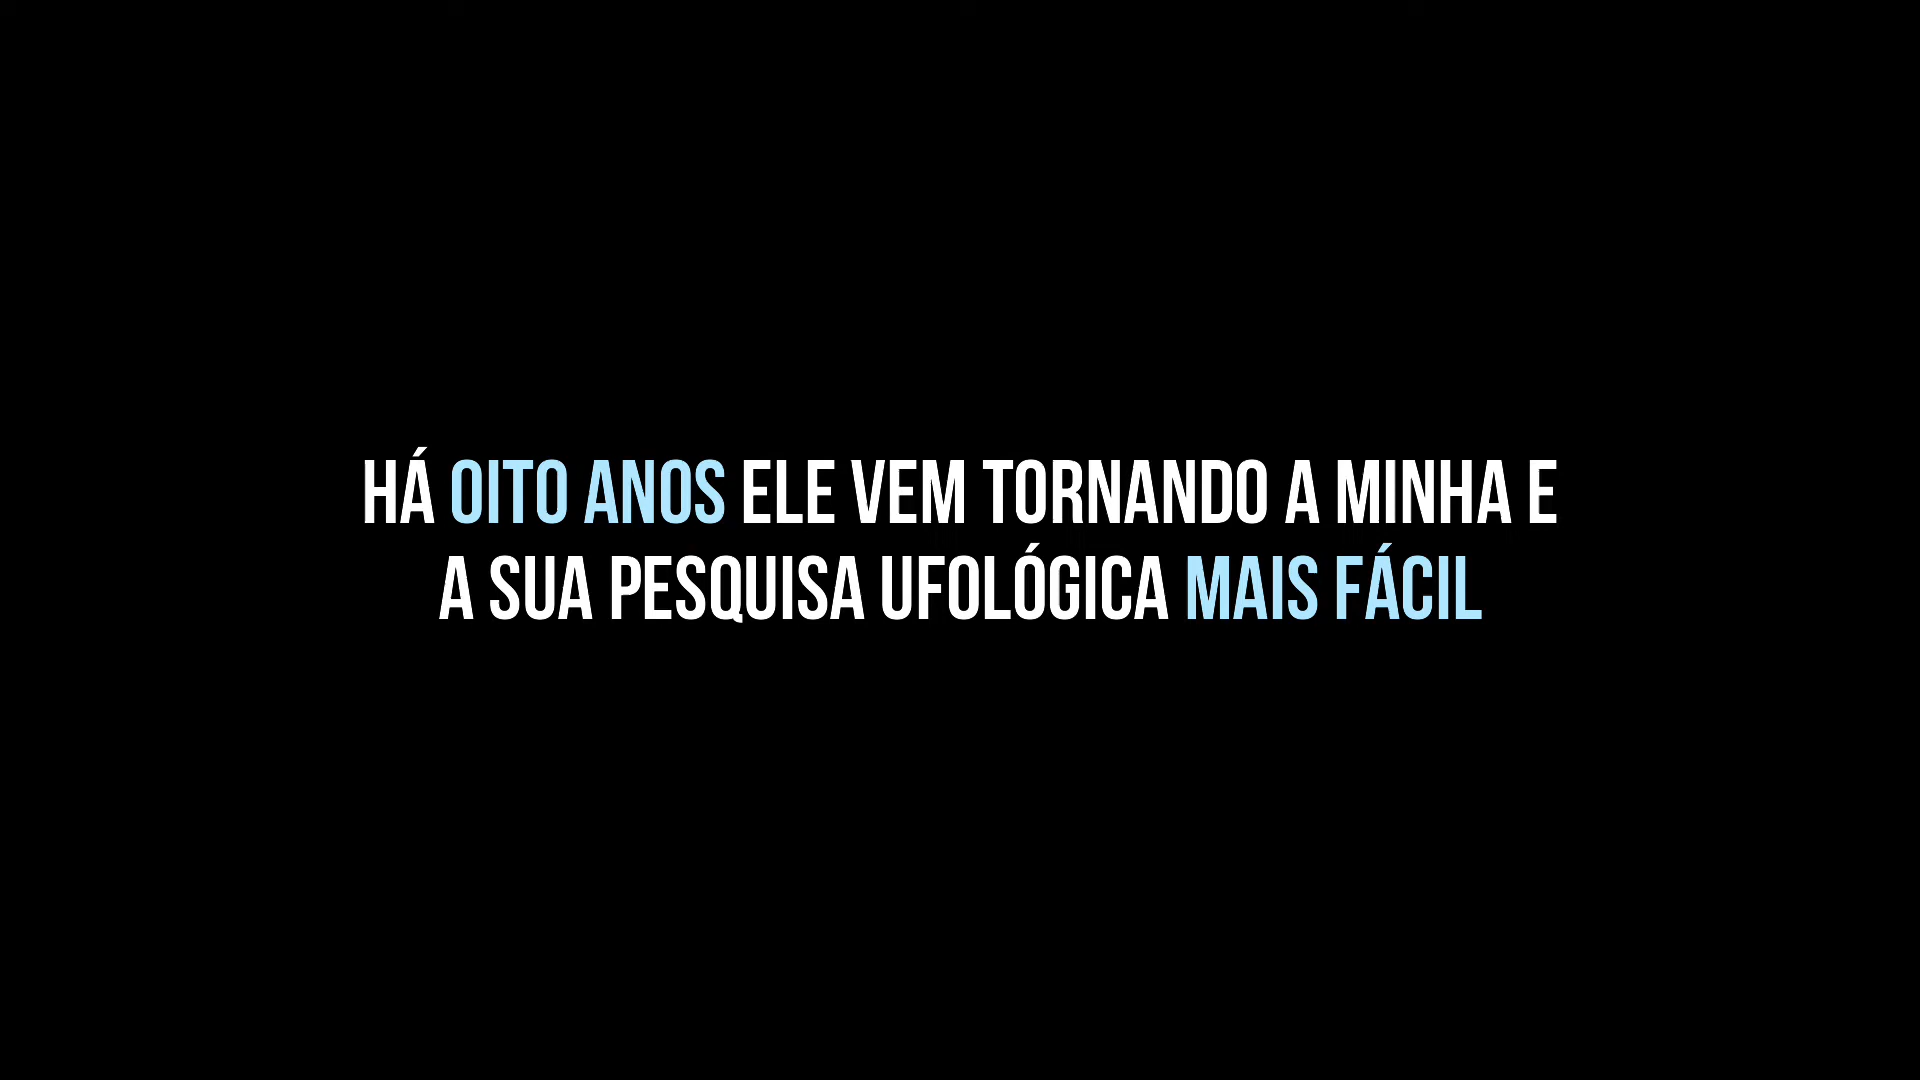 HÁ OITO ANOS ELE VEM TORNANDO A MINHA E
A SUA PESQUISA UFOLÓGICA MAIS FÁCIL